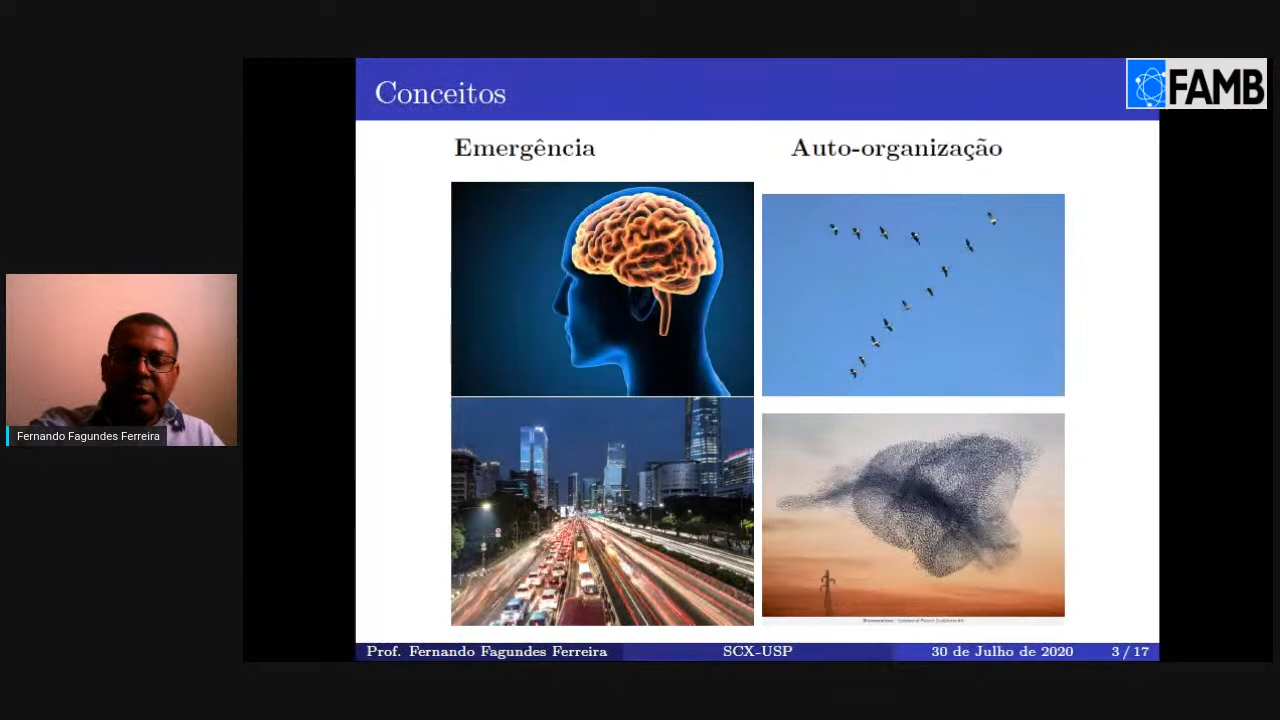 Conceitos
FAMB
Emergência
Auto-organização
Fernando Fagundes Ferreira
Prof. Fernando Fagundes Ferreira
SCX-USP
30 de Julho de 2020
3 / 17